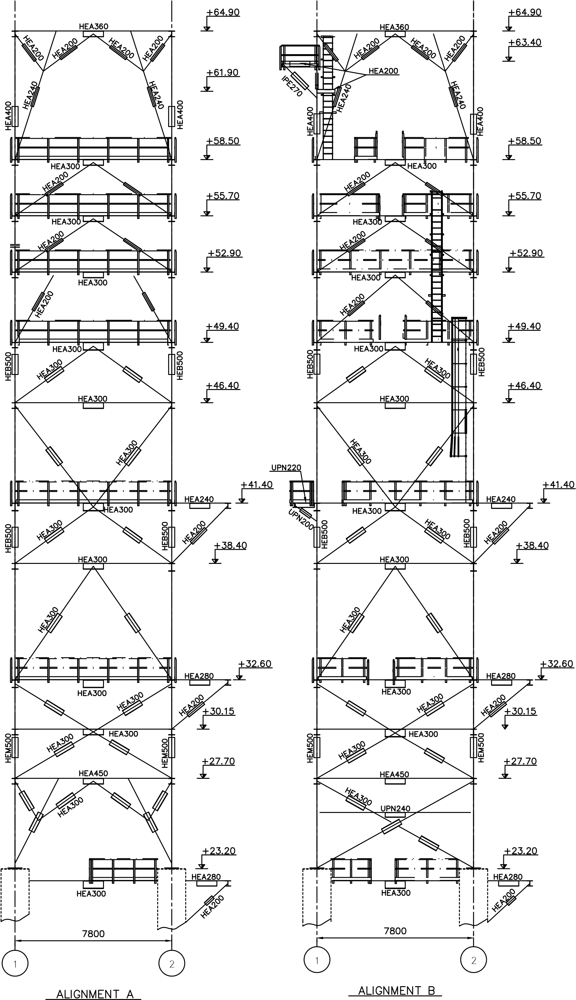 +64.90
HEA360
HEA200
HEA200
HEA200
HEA200
+61.90
HEA240
HEA240
HEA400
HEA400
+58.50
HEA300
HEA200
+55.70
HEA300
HEA200
+52.90
HEA300
HEA200
+49.40
HEA300
HEB500
HEB500
HEA300
+46.40
HEA300
HEA300
+41.40
HEA240
HEA300
HEA300
HEB500
HEB500
HEA200
+38.40
HEA300
HEA300
+32.60
HEA280
HEA300
HEA300
HEA200
+30.15
HEA300
HEA300
HEM500
HEM500
+27.70
HEA450
HEA300
+23.20
HEA280
HEA300
HEA200
7800
1
2
ALIGNMENT A
+64.90
HEA360
+63.40
HEA200
HEA200
HEA200
HEA200
IPE270
HEA240
HEA240
HEA400
HEA400
+58.50
HEA300
HEA200
+55.70
HEA300
HEA200
+52.90
HEA300
HEA200
+49.40
HEA300
HEB500
HEB500
HEA300
+46.40
HEA300
HEA300
UPN220
+41.40
HEA240
HEA300
UPN200
HEB500
HEA300
HEB500
HEA200
+38.40
HEA300
HEA300
+32.60
HEA280
HEA300
HEA300
HEA200
+30.15
HEA300
HEA300
HEM500
HEM500
+27.70
HEA450
HEA300
UPN240
+23.20
HEA280
HEA300
HEA200
7800
1
2
ALIGNMENT B